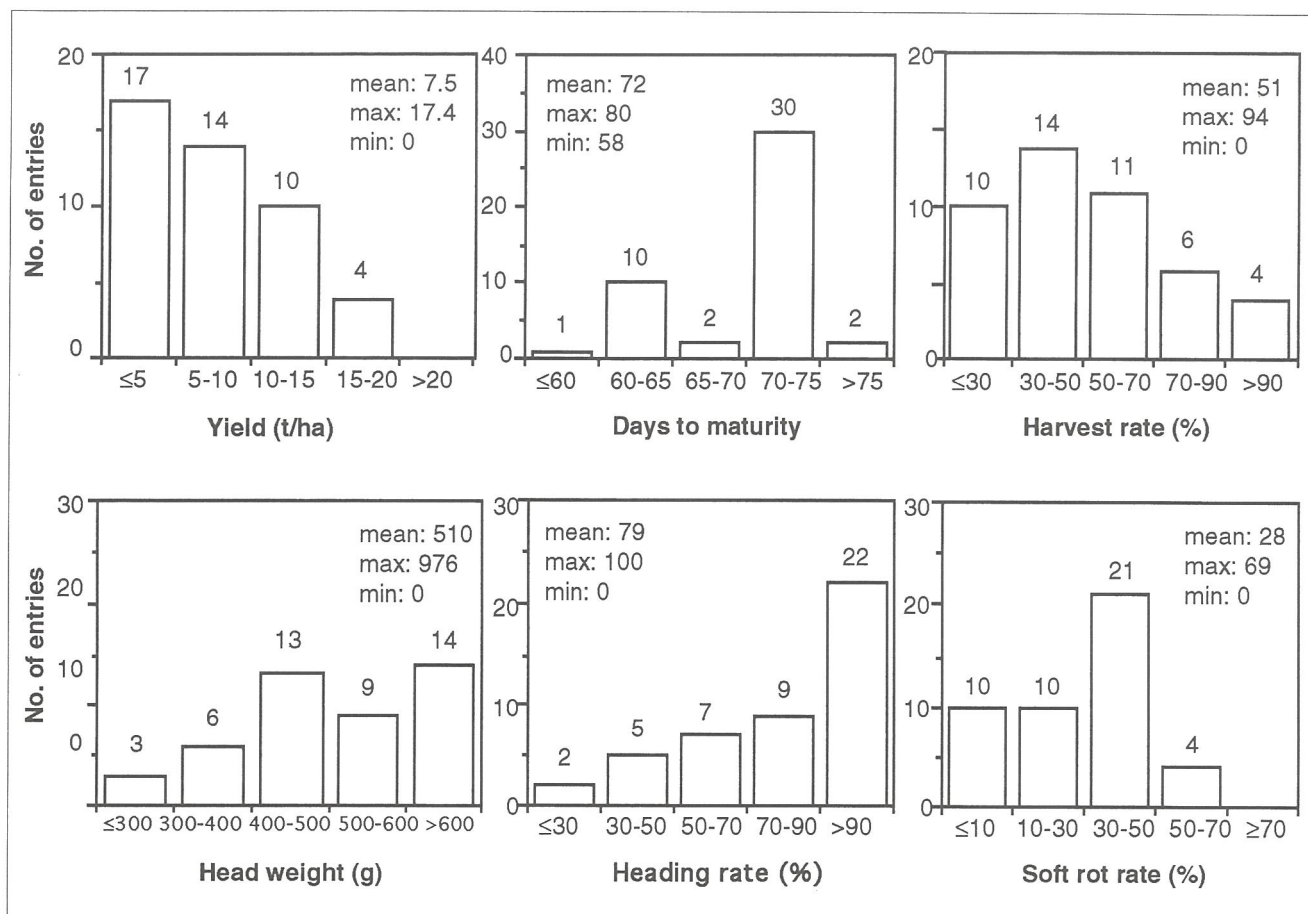 20
10
0
No. of entries
17
14
10
4
mean: 7.5
max: 17.4
min: 0
≤5 5-10 10-15 15-20 >20
Yield (t/ha)
40
30
20
10
0
mean: 72
max: 80
min: 58
1
10
2
30
2
≤60 60-65 65-70 70-75 >75
Days to maturity
20
10
0
mean: 51
max: 94
min: 0
10
14
11
6
4
≤30 30-50 50-70 70-90 >90
Harvest rate (%)
30
20
10
0
No. of entries
mean: 510
max: 976
min: 0
3
6
13
9
14
≤300 300-400 400-500 500-600 >600
Head weight (g)
30
20
10
0
mean: 79
max: 100
min: 0
2
5
7
9
22
≤30 30-50 50-70 70-90 >90
Heading rate (%)
30
20
10
0
mean: 28
max: 69
min: 0
10
10
21
4
≤10 10-30 30-50 50-70 ≥70
Soft rot rate (%)